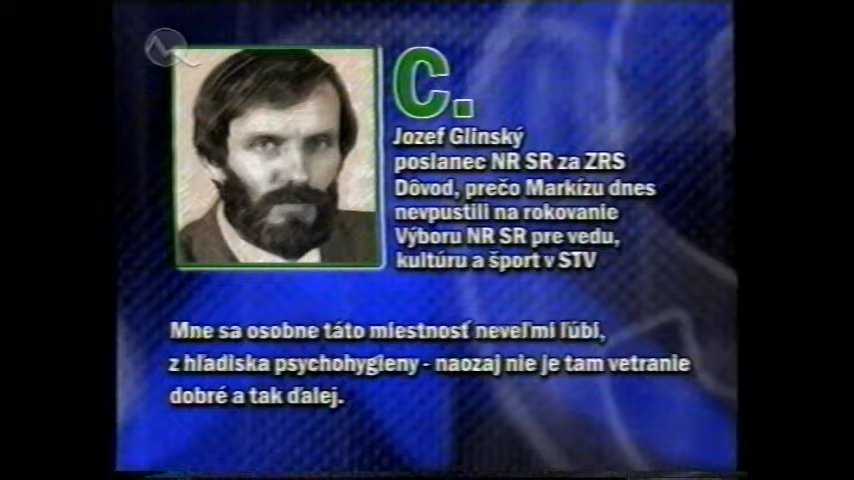 C.
Jozef Glinský
poslanec NR SR za ZRS
Dôvod, prečo Markízu dnes
nevpustili na rokovanie
Výboru NR SR pre vedu,
kultúru a šport v STV
Mne sa osobne táto miestnosť neveľmi ľúbi,
z hľadiska psychohygieny - naozaj nie je tam vetranie
dobré a tak ďalej.